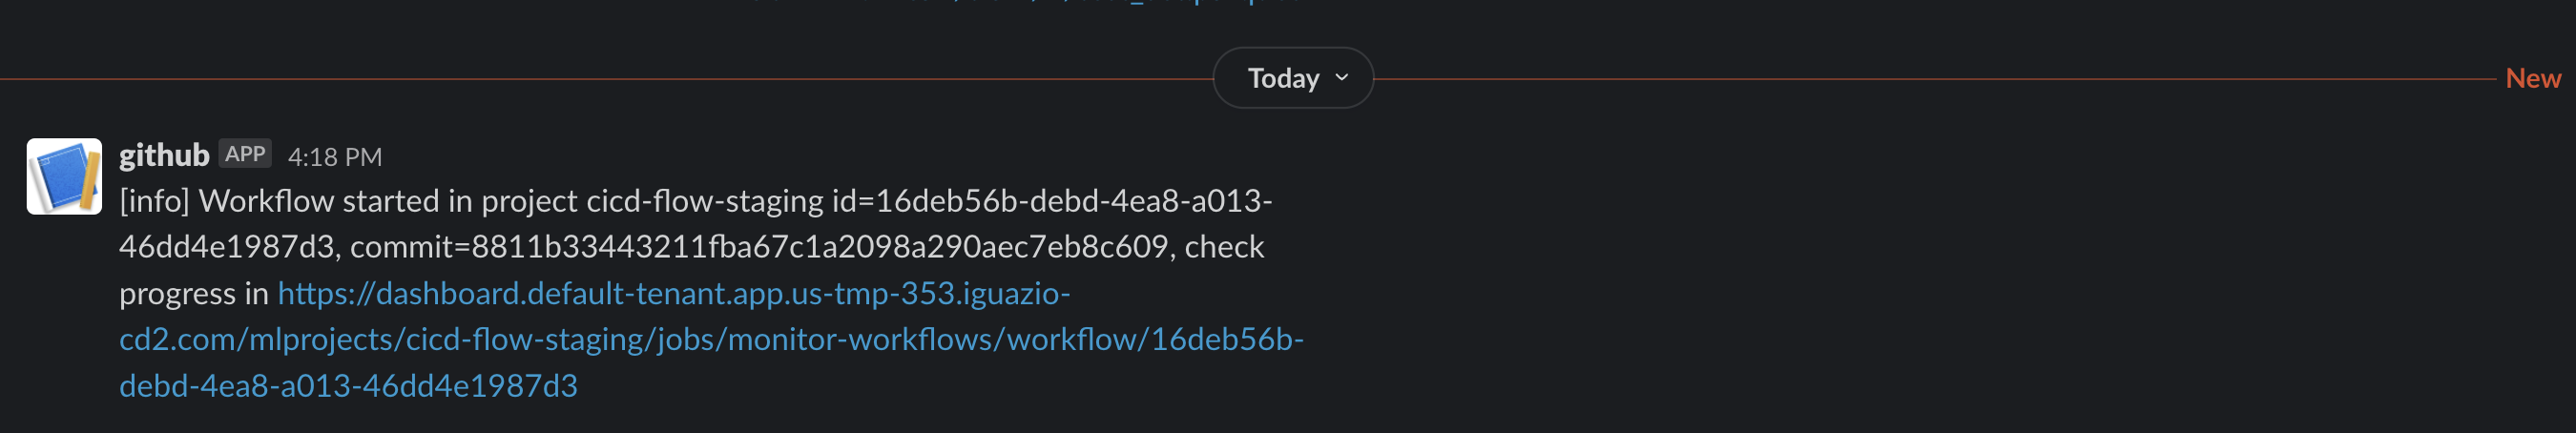 Today
New
github APP 4:18 PM
[info] Workflow started in project cicd-flow-staging id=16deb56b-debd-4ea8-a013-
46dd4e1987d3, commit=8811b33443211fba67c1a2098a290aec7eb8c609, check
progress in https://dashboard.default-tenant.app.us-tmp-353.iguazio-
cd2.com/mlprojects/cicd-flow-staging/jobs/monitor-workflows/workflow/16deb56b-
debd-4ea8-a013-46dd4e1987d3